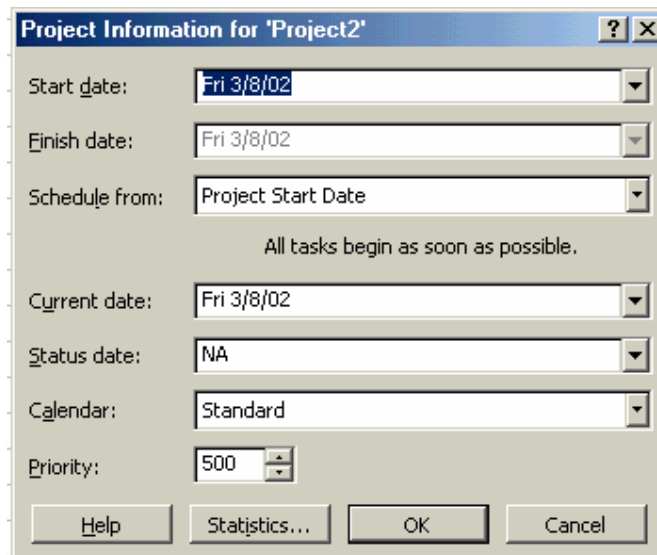 Project Information for 'Project2'
Start date: Fri 3/8/02
Finish date: Fri 3/8/02
Schedule from: Project Start Date
All tasks begin as soon as possible.
Current date: Fri 3/8/02
Status date: NA
Calendar: Standard
Priority: 500
Help Statistics... OK Cancel